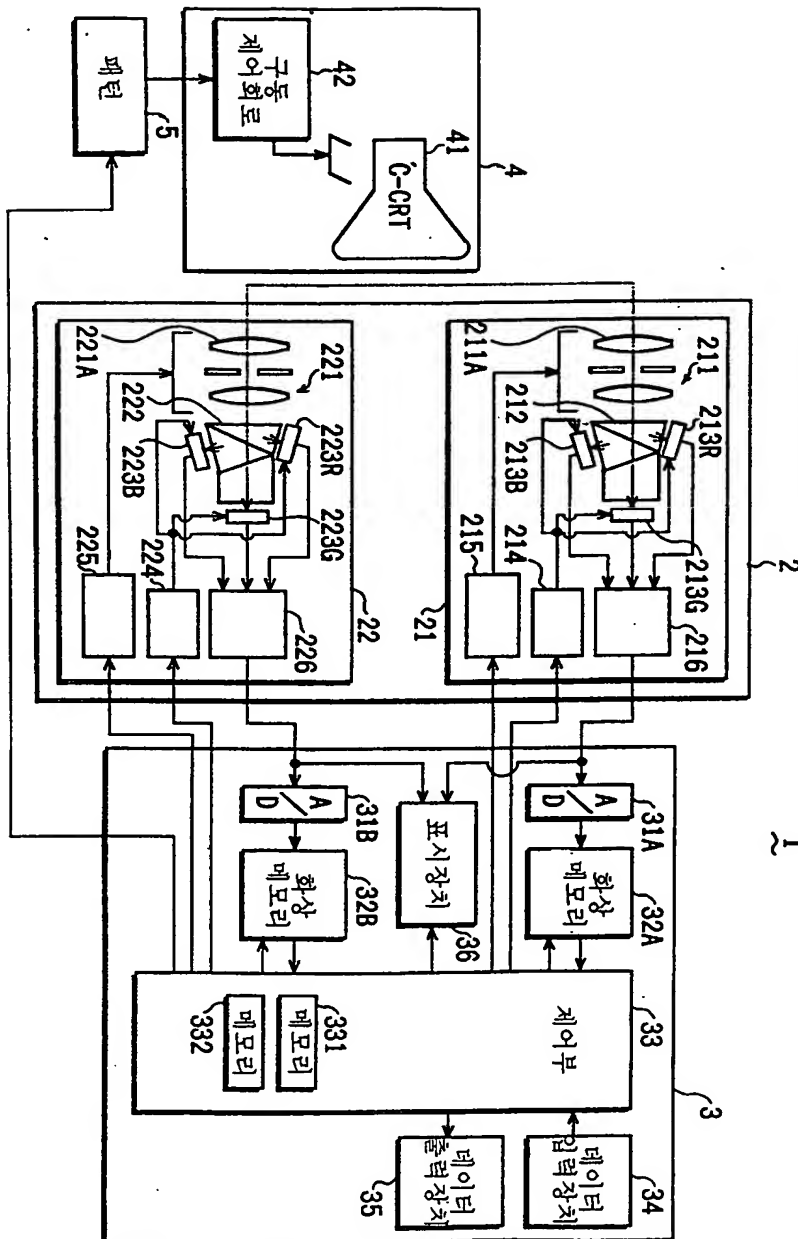 1
2
3
21
211
211A
212
213R
213B
213G
214
215
216
22
221
221A
222
223R
223B
223G
224
225
226
A/D
31A
화상
메모리
32A
표시장치
36
A/D
31B
화상
메모리
32B
제어부
33
메모리
331
메모리
332
데이터
입력장치
34
데이터
출력장치
35
4
C-CRT
41
구동
제어회로
42
패턴
5